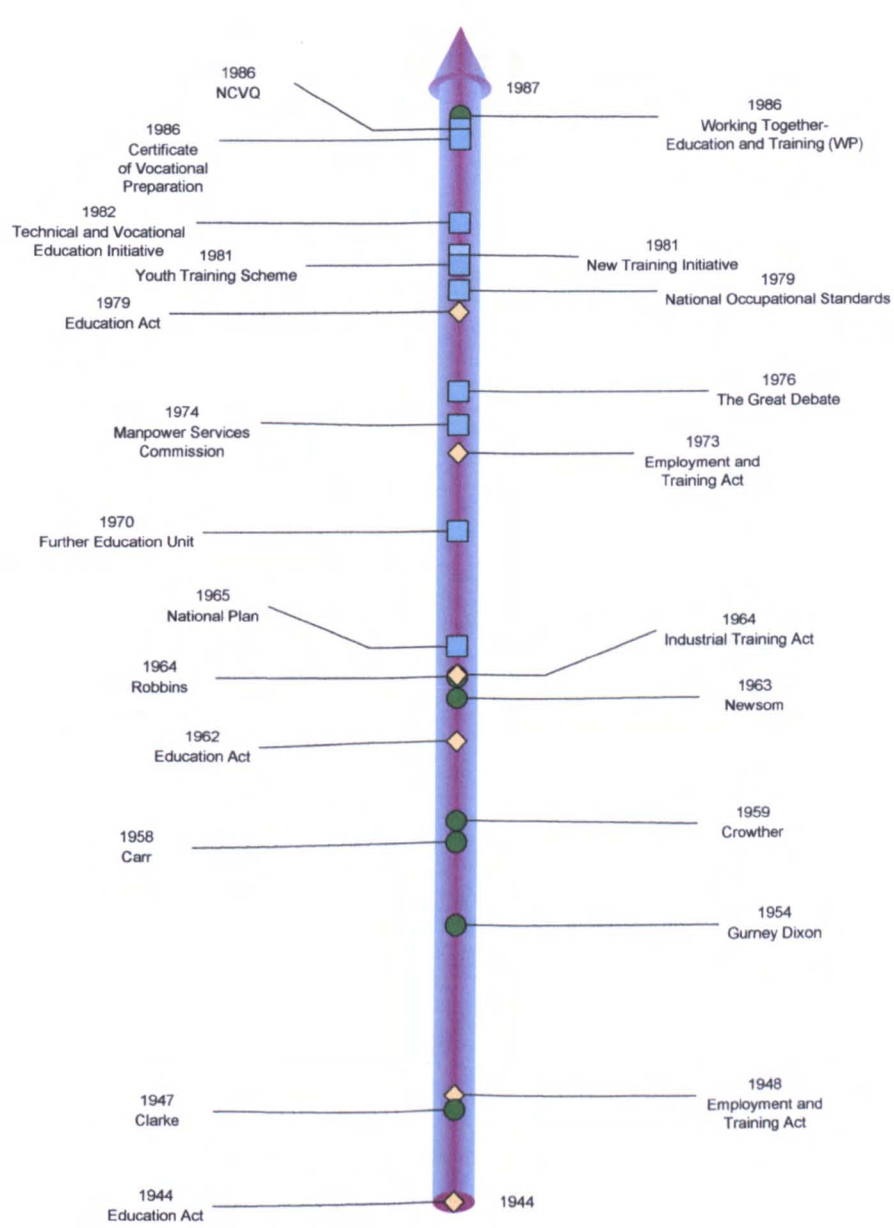 1986
NCVQ
1987
1986
Working Together-
Education and Training (WP)
1986
Certificate
of Vocational
Preparation
1982
Technical and Vocational
Education Initiative
1981
Youth Training Scheme
1981
New Training Initiative
1979
National Occupational Standards
1979
Education Act
1976
The Great Debate
1974
Manpower Services
Commission
1973
Employment and
Training Act
1970
Further Education Unit
1965
National Plan
1964
Industrial Training Act
1964
Robbins
1963
Newsom
1962
Education Act
1959
Crowther
1958
Carr
1954
Gurney Dixon
1948
Employment and
Training Act
1947
Clarke
1944
Education Act
1944